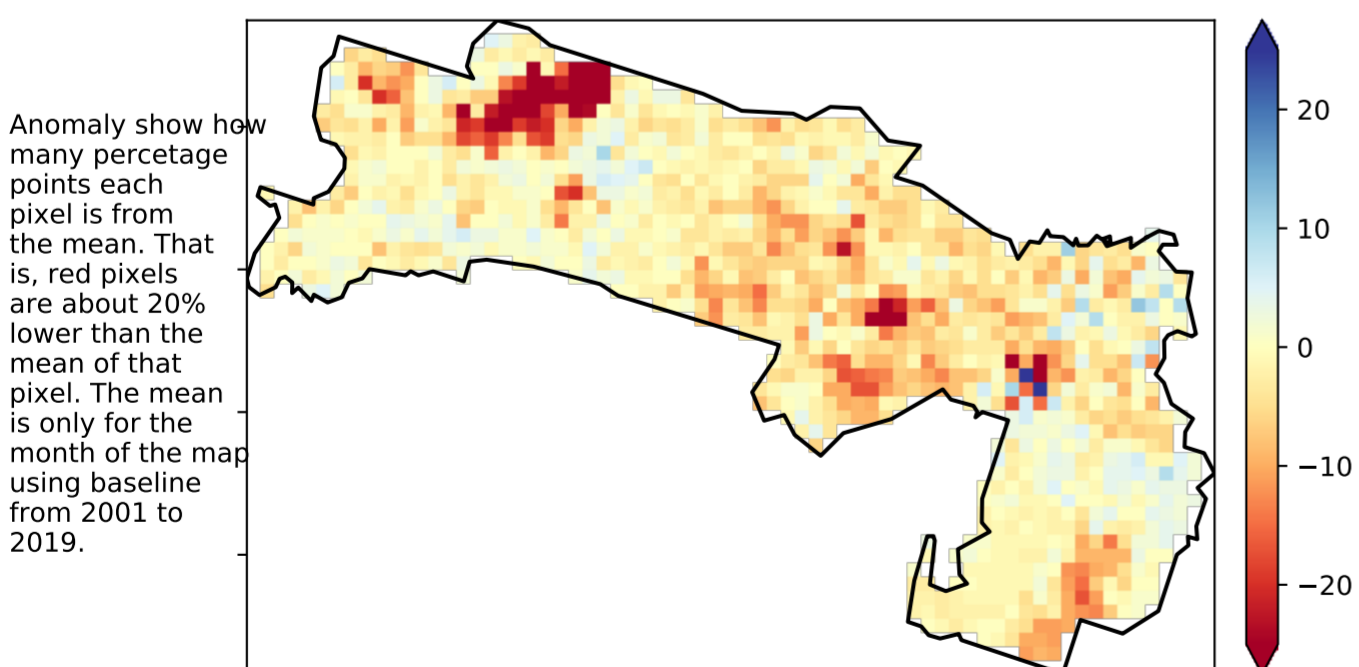 Anomaly show how
many percetage
points each
pixel is from
the mean. That
is, red pixels
are about 20%
lower than the
mean of that
pixel. The mean
is only for the
month of the map
using baseline
from 2001 to
2019.
20
10
0
−10
−20